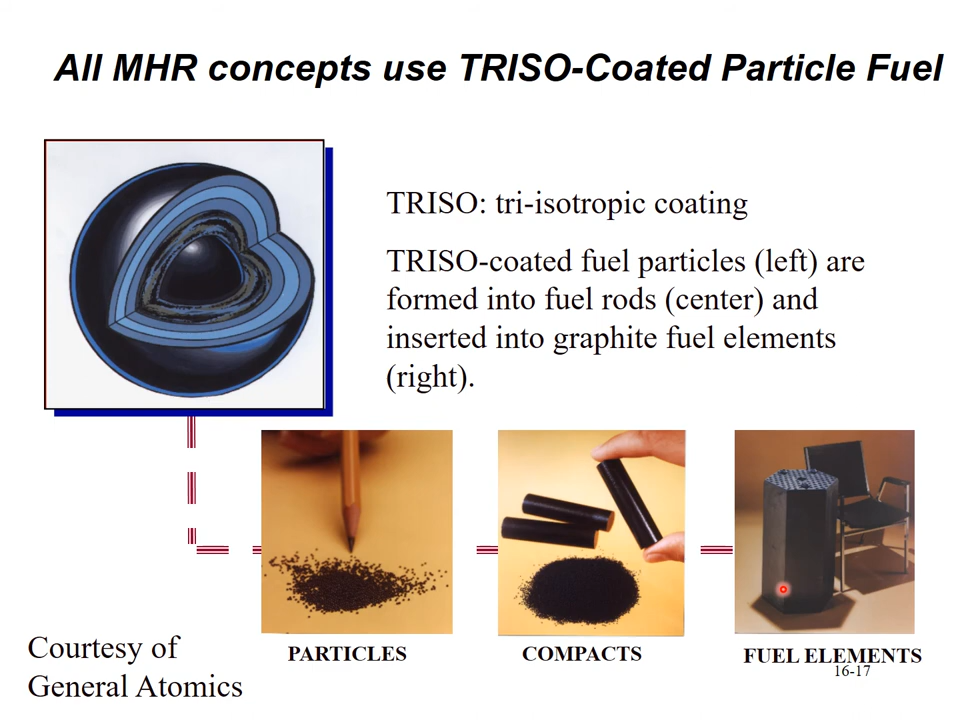 All MHR concepts use TRISO-Coated Particle Fuel
TRISO: tri-isotropic coating
TRISO-coated fuel particles (left) are
formed into fuel rods (center) and
inserted into graphite fuel elements
(right).
PARTICLES
COMPACTS
FUEL ELEMENTS
16-17
Courtesy of
General Atomics